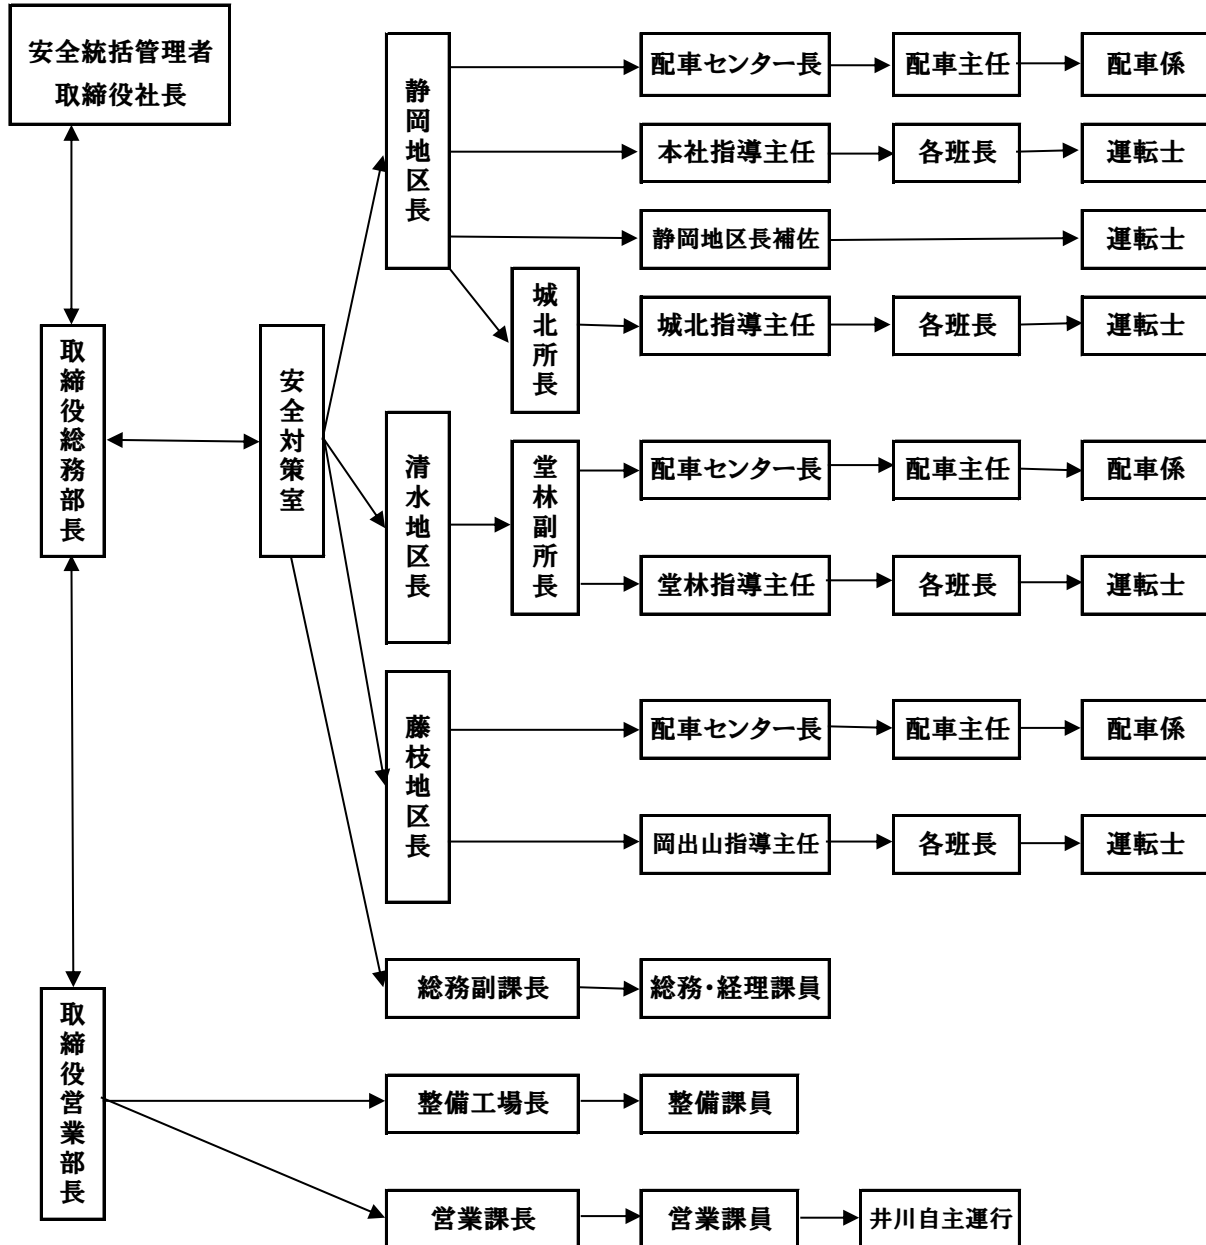 安全統括管理者
取締役社長
取締役総務部長
安全対策室
静岡地区長
配車センター長
配車主任
配車係
本社指導主任
各班長
運転士
静岡地区長補佐
運転士
城北所長
城北指導主任
各班長
運転士
清水地区長
堂林副所長
配車センター長
配車主任
配車係
堂林指導主任
各班長
運転士
藤枝地区長
配車センター長
配車主任
配車係
岡出山指導主任
各班長
運転士
総務副課長
総務・経理課員
取締役営業部長
整備工場長
整備課員
営業課長
営業課員
井川自主運行